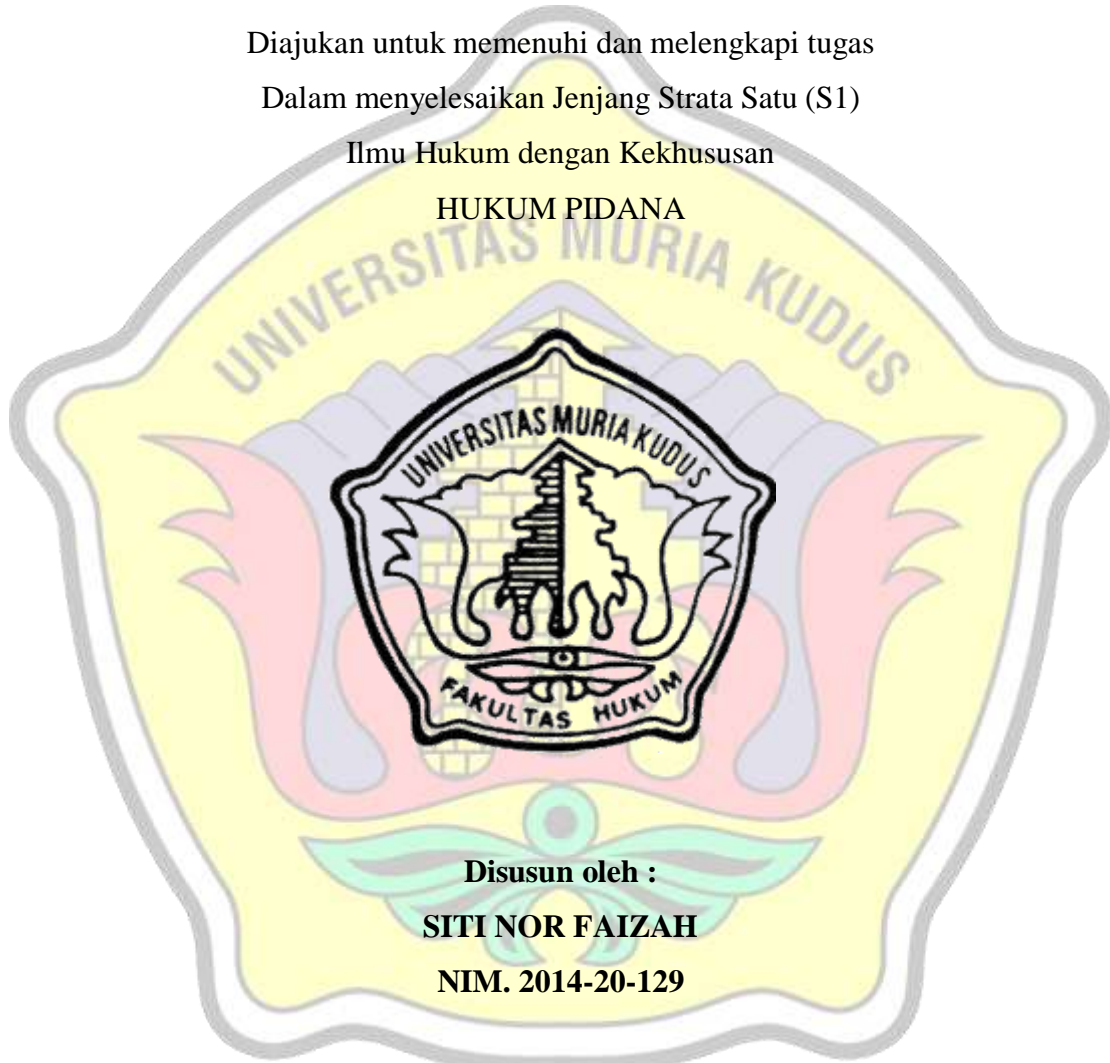 Diajukan untuk memenuhi dan melengkapi tugas
Dalam menyelesaikan Jenjang Strata Satu (S1)
Ilmu Hukum dengan Kekhususan
HUKUM PIDANA
UNIVERSITAS MURIA KUDUS
UNIVERSITAS MURIA KUDUS
FAKULTAS HUKUM
Disusun oleh :
SITI NOR FAIZAH
NIM. 2014-20-129